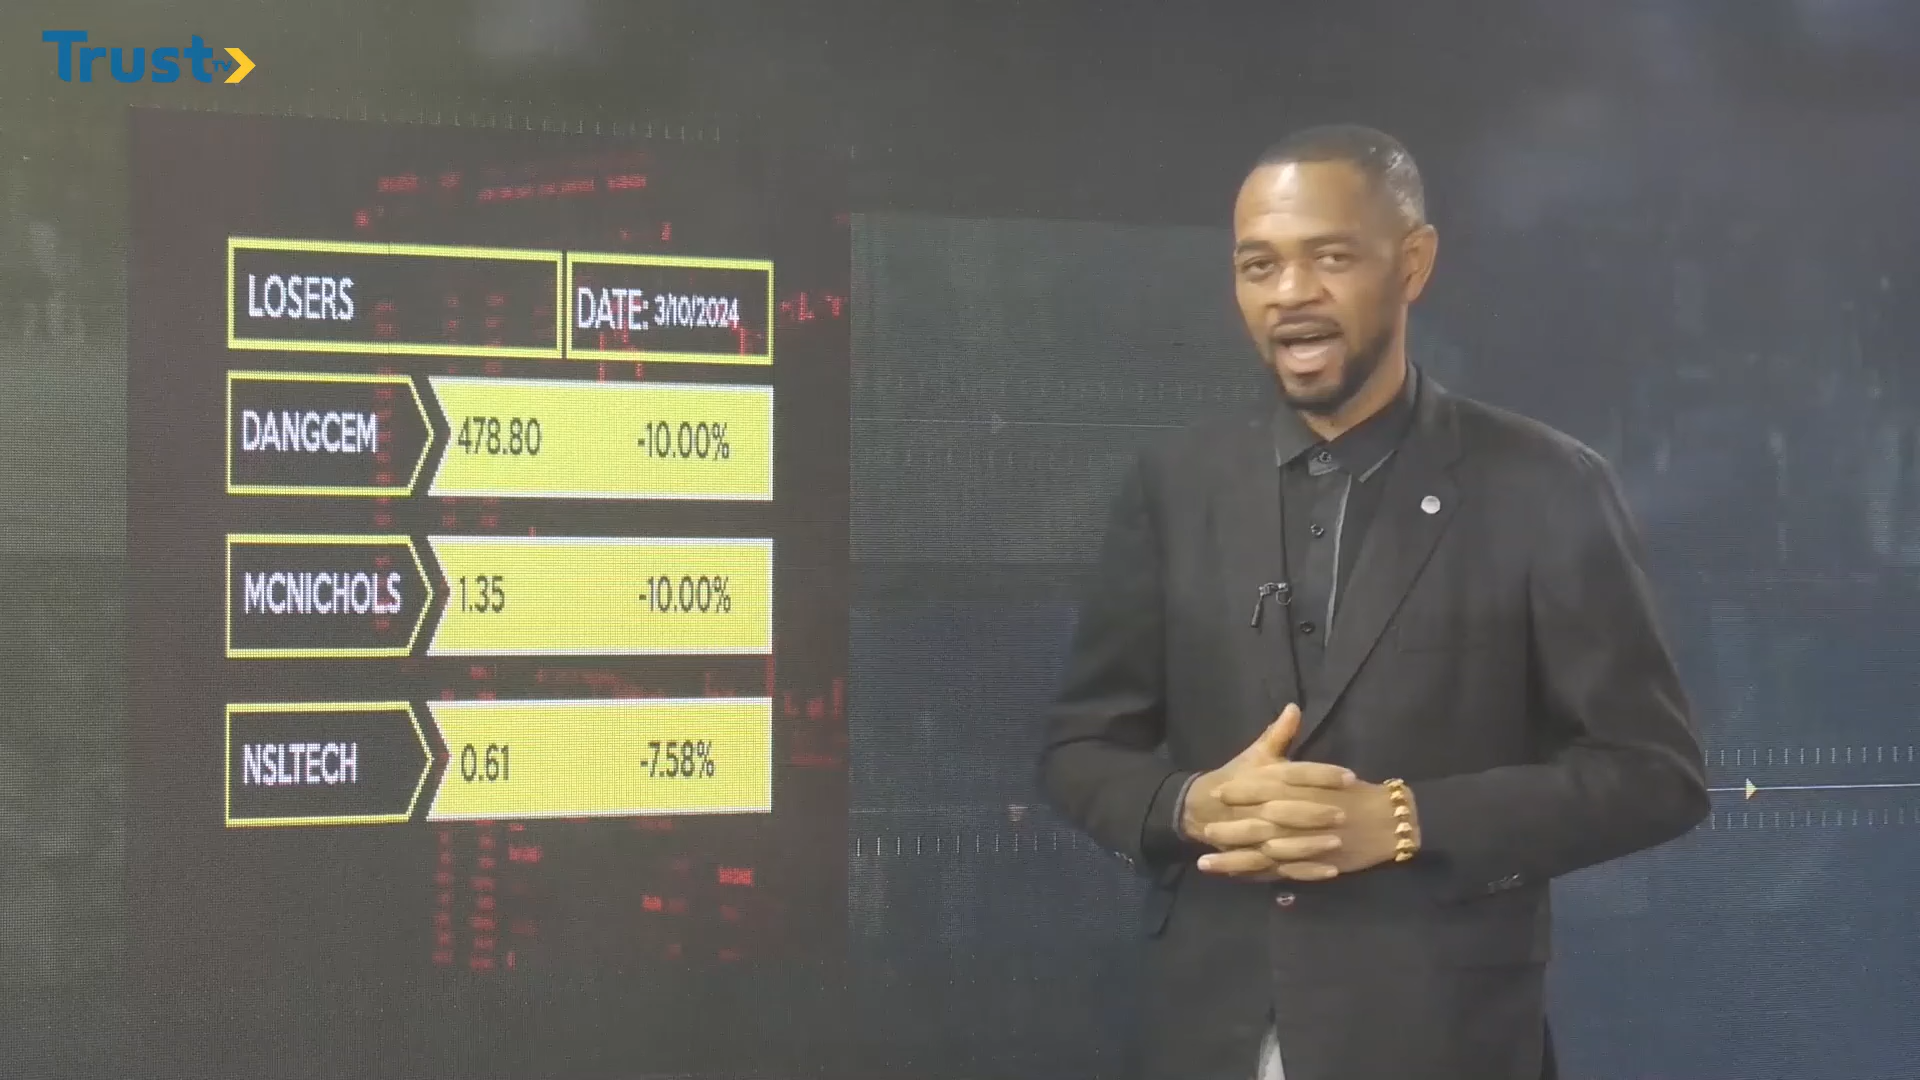 Trust TV
LOSERS
DATE: 3/10/2024
DANGCEM 478.80 -10.00%
MCNICHOLS 1.35 -10.00%
NSLTECH 0.61 -7.58%